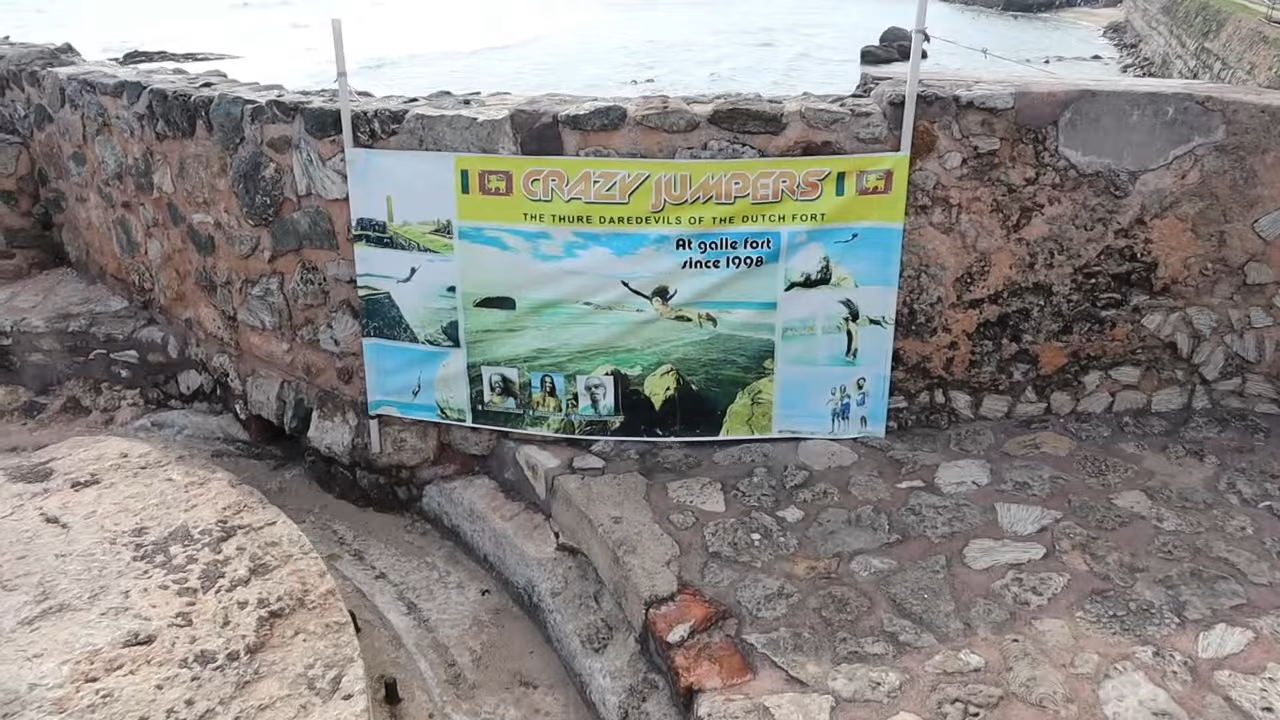 CRAZY JUMPERS
THE THURE DAREDEVILS OF THE DUTCH FORT
At galle fort
since 1998